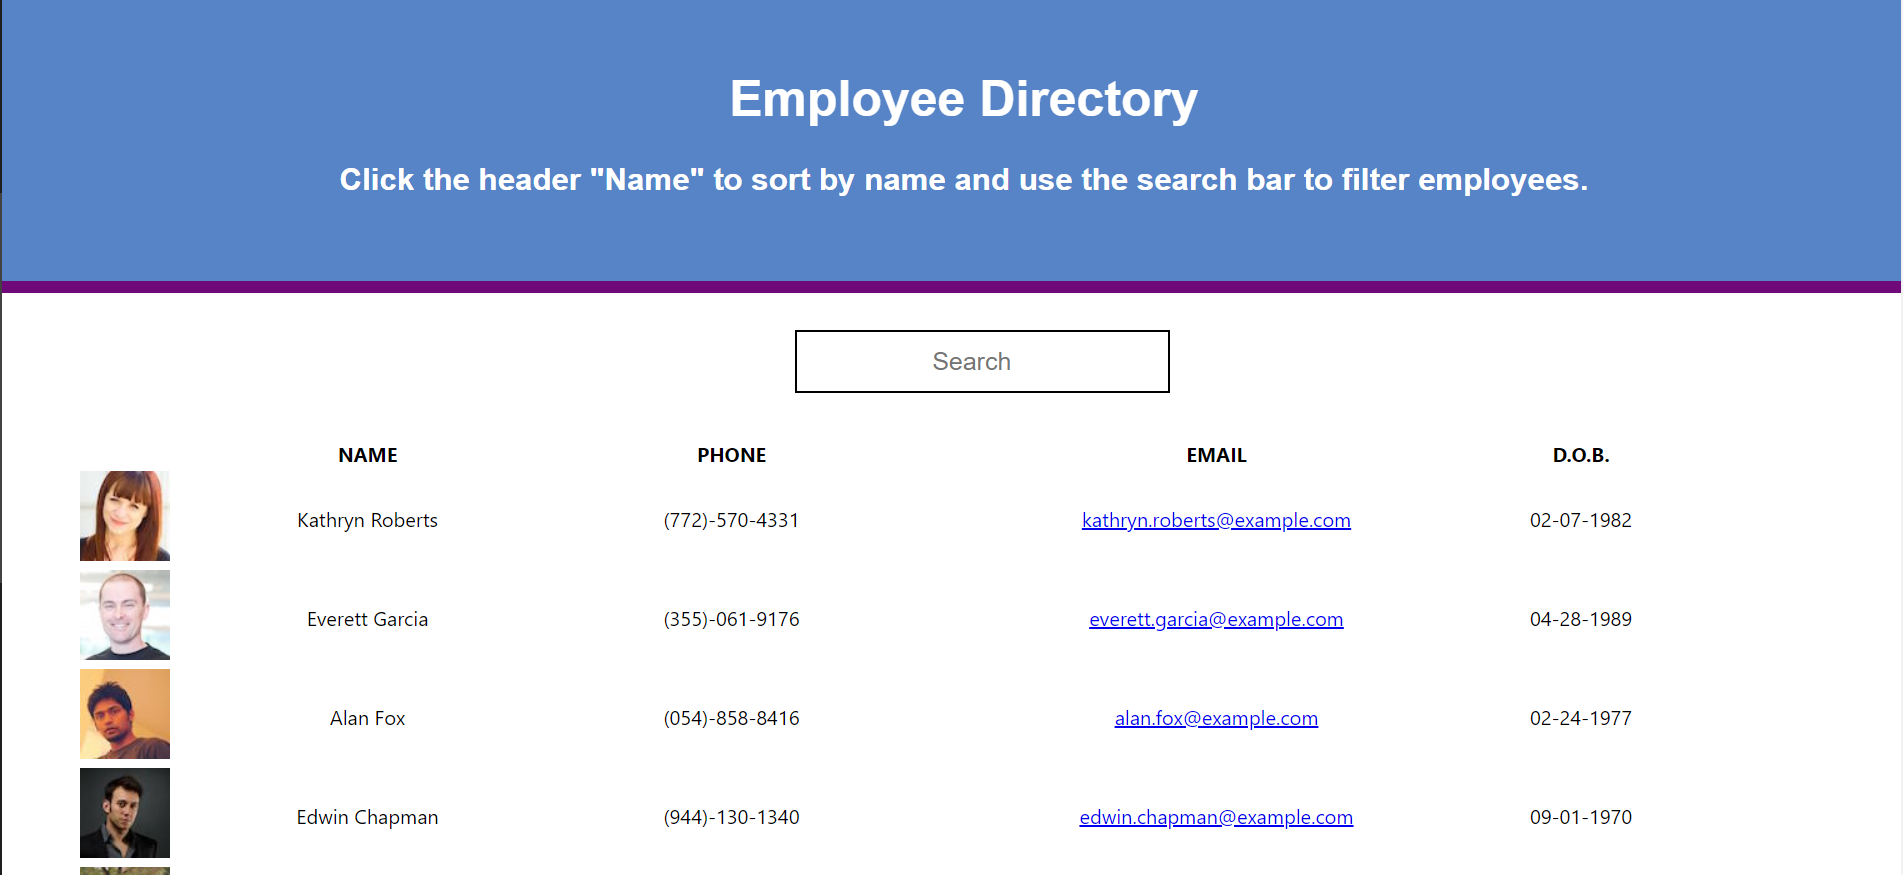 Employee Directory
Click the header "Name" to sort by name and use the search bar to filter employees.
Search
NAME PHONE EMAIL D.O.B.
Kathryn Roberts (772)-570-4331 kathryn.roberts@example.com 02-07-1982
Everett Garcia (355)-061-9176 everett.garcia@example.com 04-28-1989
Alan Fox (054)-858-8416 alan.fox@example.com 02-24-1977
Edwin Chapman (944)-130-1340 edwin.chapman@example.com 09-01-1970